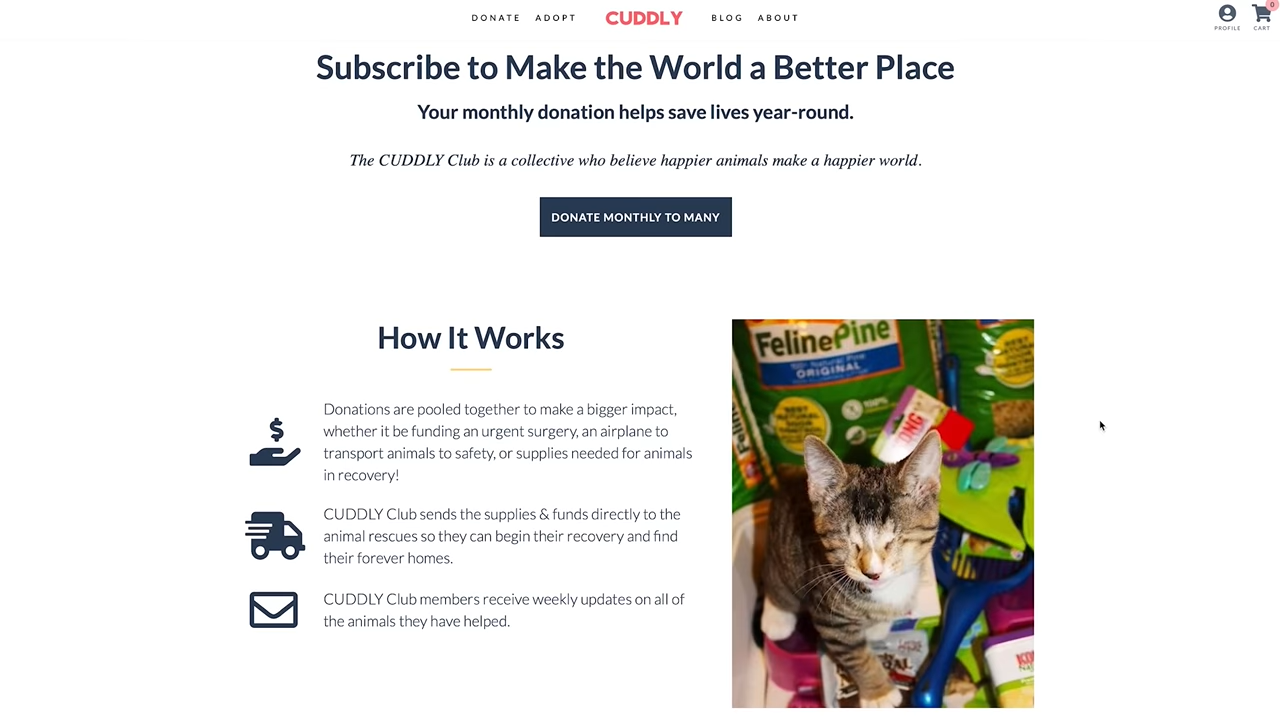 DONATE ADOPT CUDDLY BLOG ABOUT
PROFILE
0
CART
Subscribe to Make the World a Better Place
Your monthly donation helps save lives year-round.
The CUDDLY Club is a collective who believe happier animals make a happier world.
DONATE MONTHLY TO MANY
How It Works
$
Donations are pooled together to make a bigger impact,
whether it be funding an urgent surgery, an airplane to
transport animals to safety, or supplies needed for animals
in recovery!
CUDDLY Club sends the supplies & funds directly to the
animal rescues so they can begin their recovery and find
their forever homes.
CUDDLY Club members receive weekly updates on all of
the animals they have helped.
FelinePine
ORIGINAL
100%
BEST
NATURAL
KONG